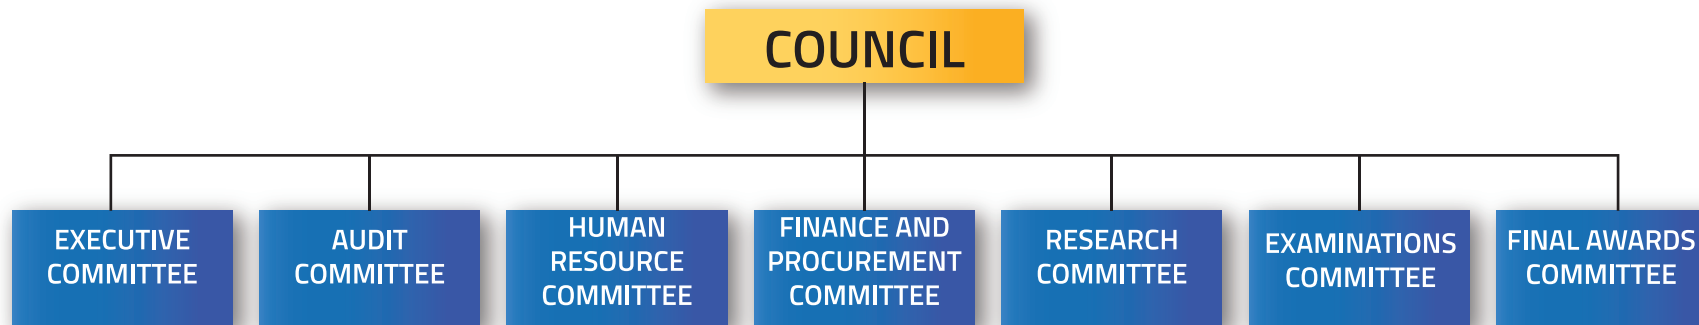 COUNCIL
EXECUTIVE
COMMITTEE
AUDIT
COMMITTEE
HUMAN
RESOURCE
COMMITTEE
FINANCE AND
PROCUREMENT
COMMITTEE
RESEARCH
COMMITTEE
EXAMINATIONS
COMMITTEE
FINAL AWARDS
COMMITTEE